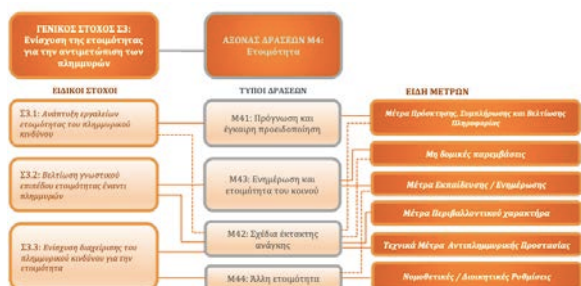 ΓΕΝΙΚΟΣ ΣΤΟΧΟΣ Σ3:
Ενίσχυση της ετοιμότητας
για την αντιμετώπιση των
πλημμυρών
ΑΞΟΝΑΣ ΔΡΑΣΕΩΝ Μ4:
Ετοιμότητα
ΕΙΔΙΚΟΙ ΣΤΟΧΟΙ
ΤΥΠΟΙ ΔΡΑΣΕΩΝ
ΕΙΔΗ ΜΕΤΡΩΝ
Σ3.1: Ανάπτυξη εργαλείων
ετοιμότητας του πλημμυρικού
κινδύνου
Σ3.2: Βελτίωση γνωστικού
επιπέδου ετοιμότητας έναντι
πλημμυρών
Σ3.3: Ενίσχυση διαχείρισης του
πλημμυρικού κινδύνου για την
ετοιμότητα
Μ41: Πρόγνωση και
έγκαιρη προειδοποίηση
Μ43: Ενημέρωση και
ετοιμότητα του κοινού
Μ42: Σχέδια έκτακτης
ανάγκης
Μ44: Άλλη ετοιμότητα
Μέτρα Πρόσκτησης, Συμπλήρωσης και Βελτίωσης
Πληροφορίας
Μη δομικές παρεμβάσεις
Μέτρα Εκπαίδευσης / Ενημέρωσης
Μέτρα Περιβαλλοντικού χαρακτήρα
Τεχνικά Μέτρα Αντιπλημμυρικής Προστασίας
Νομοθετικές / Διοικητικές Ρυθμίσεις